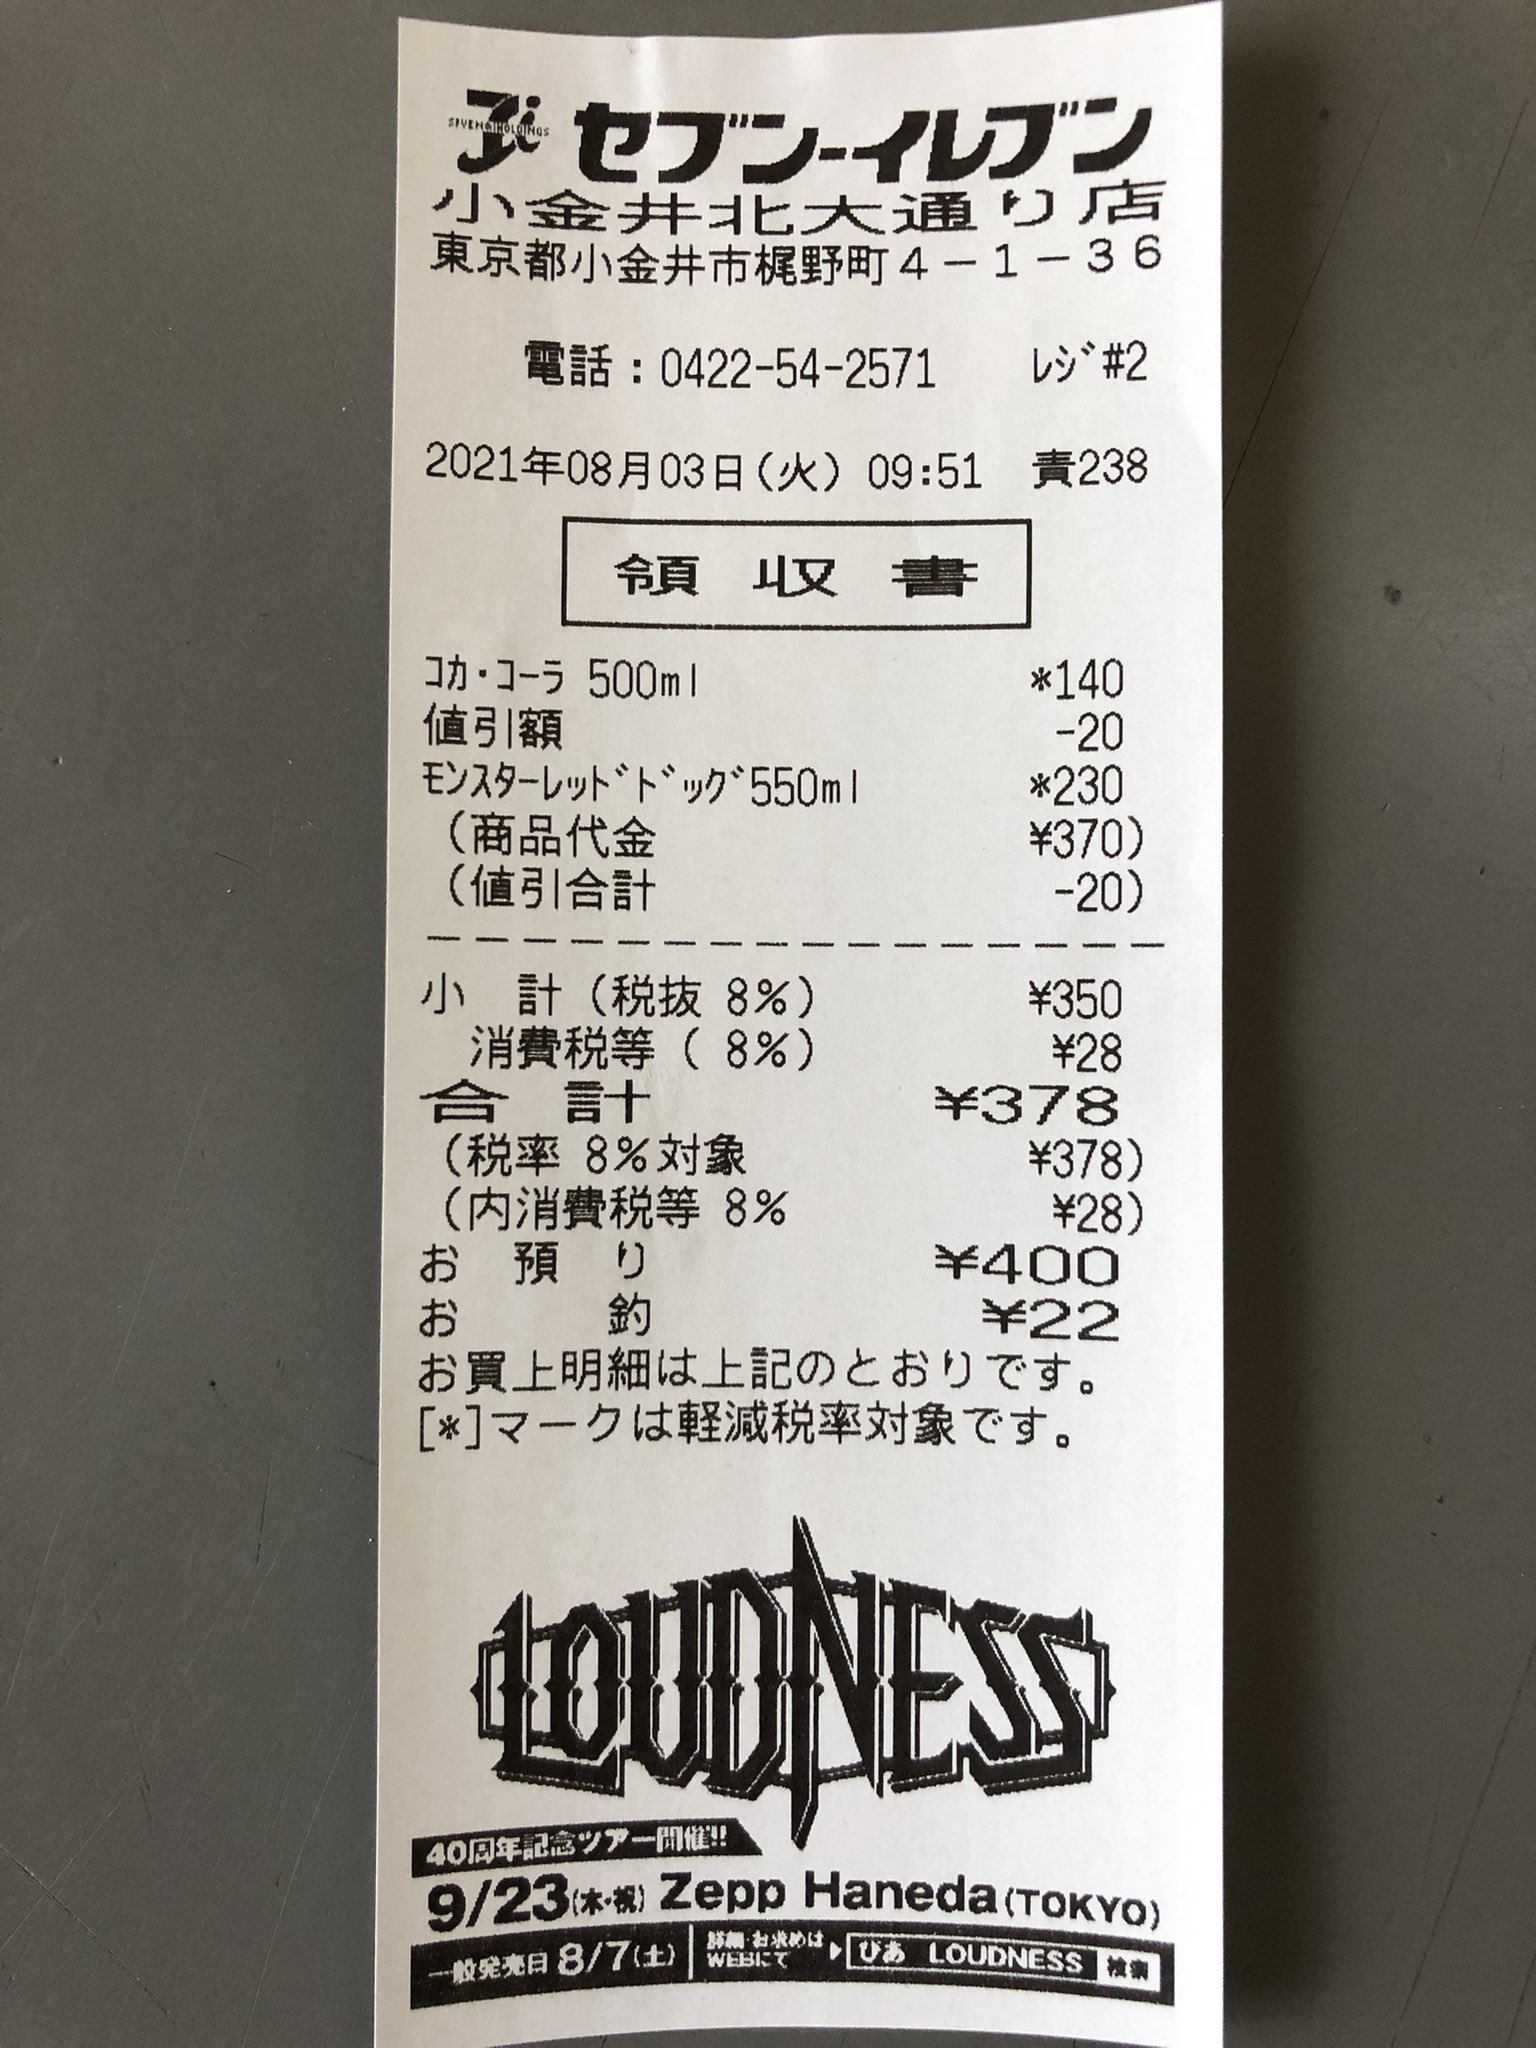 SEVEN&i HOLDINGS
セブン-イレブン
小金井北大通り店
東京都小金井市梶野町4-1-36
電話:0422-54-2571 レジ#2
2021年08月03日(火) 09:51 責238
領収書
コカ・コーラ 500ml *140
値引額 -20
モンスターレッドドッグ550ml *230
(商品代金 ¥370)
(値引合計 -20)
小 計(税抜 8%) ¥350
消費税等( 8%) ¥28
合 計 ¥378
(税率 8%対象 ¥378)
(内消費税等 8% ¥28)
お 預 り ¥400
お 釣 ¥22
お買上明細は上記のとおりです。
[*]マークは軽減税率対象です。
LOUDNESS
40周年記念ツアー開催!!
9/23(木・祝) Zepp Haneda(TOKYO)
一般発売日 8/7(土) 詳細・お求めはWEBにて ぴあ LOUDNESS 検索